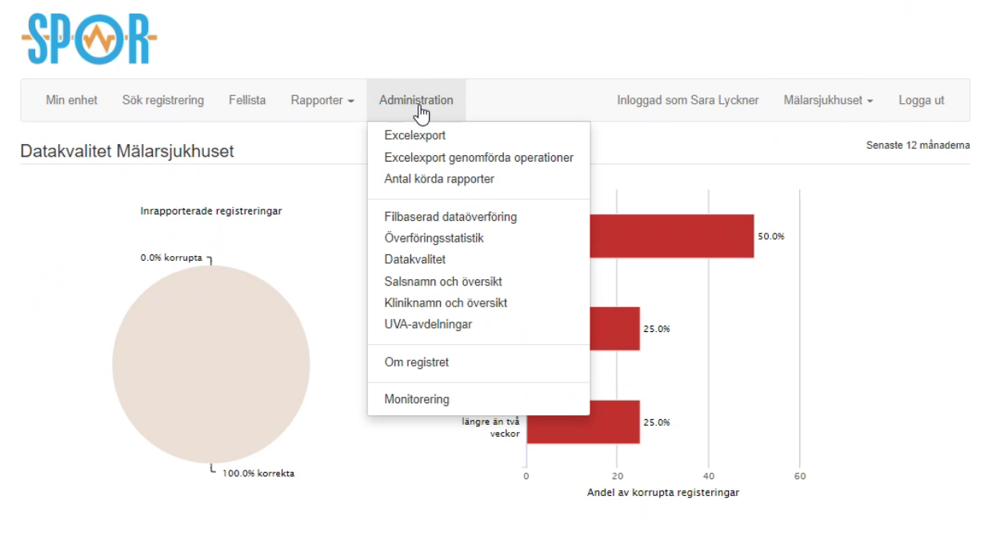 SPOR
Min enhet Sök registrering Fellista Rapporter Administration Inloggad som Sara Lyckner Mälarsjukhuset Logga ut
Datakvalitet Mälarsjukhuset
Senaste 12 månaderna
Excelexport
Excelexport genomförda operationer
Antal körda rapporter
Filbaserad dataöverföring
Överföringsstatistik
Datakvalitet
Salsnamn och översikt
Kliniknamn och översikt
UVA-avdelningar
Om registret
Monitorering
Inrapporterade registreringar
0.0% korrupta
100.0% korrekta
50.0%
25.0%
längre än två
veckor
25.0%
0 20 40 60
Andel av korrupta registeringar